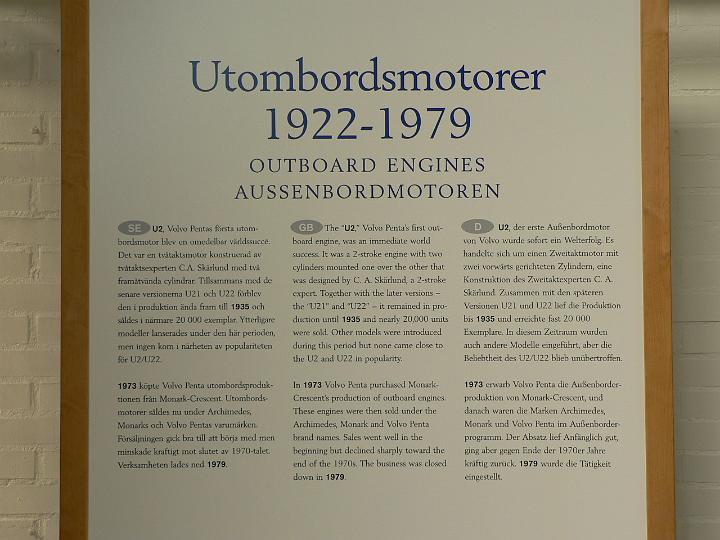 Utombordsmotorer
1922-1979
OUTBOARD ENGINES
AUSSENBORDMOTOREN
SE U2, Volvo Pentas första utom-
bordsmotor blev en omedelbar världssuccé.
Det var en tvåtaktsmotor konstruerad av
tvåtaktsexperten C.A. Skärlund med två
framåtvända cylindrar. Tillsammans med de
senare versionerna U21 och U22 förblev
den i produktion ända fram till 1935 och
såldes i närmare 20 000 exemplar. Ytterligare
modeller lanserades under den här perioden,
men ingen kom i närheten av populariteten
för U2/U22.
1973 köpte Volvo Penta utombordsproduk-
tionen från Monark-Crescent. Utombords-
motorer såldes nu under Archimedes,
Monarks och Volvo Pentas varumärken.
Försäljningen gick bra till att börja med men
minskade kraftigt mot slutet av 1970-talet.
Verksamheten lades ned 1979.
GB The "U2," Volvo Penta's first out-
board engine, was an immediate world
success. It was a 2-stroke engine with two
cylinders mounted one over the other that
was designed by C. A. Skärlund, a 2-stroke
expert. Together with the later versions –
the "U21" and "U22" – it remained in pro-
duction until 1935 and nearly 20,000 units
were sold. Other models were introduced
during this period but none came close to
the U2 and U22 in popularity.
In 1973 Volvo Penta purchased Monark-
Crescent's production of outboard engines.
These engines were then sold under the
Archimedes, Monark and Volvo Penta
brand names. Sales went well in the
beginning but declined sharply toward the
end of the 1970s. The business was closed
down in 1979.
D U2, der erste Außenbordmotor
von Volvo wurde sofort ein Welterfolg. Es
handelte sich um einen Zweitaktmotor mit
zwei vorwärts gerichteten Zylindern, eine
Konstruktion des Zweitaktexperten C. A.
Skärlund. Zusammen mit den späteren
Versionen U21 und U22 lief die Produktion
bis 1935 und erreichte fast 20 000
Exemplare. In diesem Zeitraum wurden
auch andere Modelle eingeführt, aber die
Beliebtheit des U2/U22 blieb unübertroffen.
1973 erwarb Volvo Penta die Außenborder-
produktion von Monark-Crescent, und
danach waren die Marken Archimedes,
Monark und Volvo Penta im Außenborder-
programm. Der Absatz lief Anfänglich gut,
ging aber gegen Ende der 1970er Jahre
kräftig zurück. 1979 wurde die Tätigkeit
eingestellt.